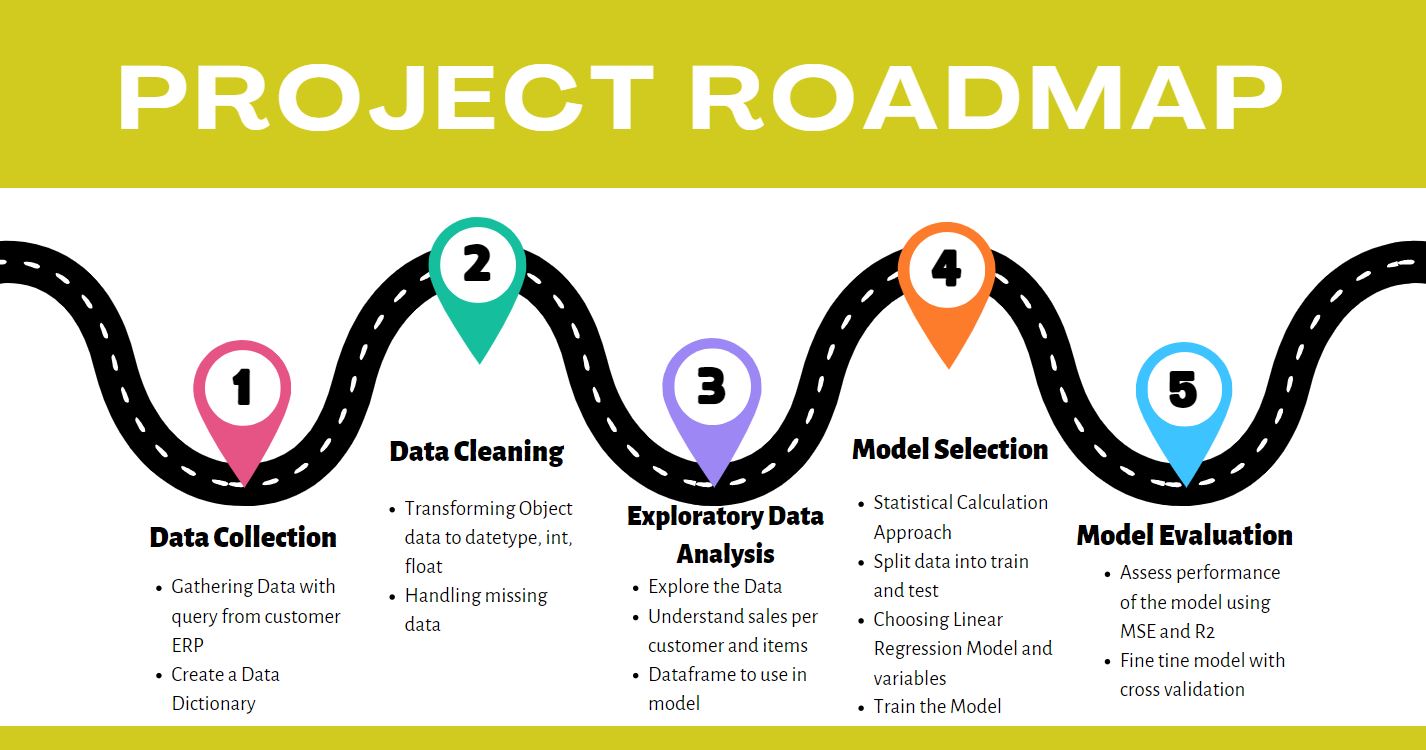 PROJECT ROADMAP
1
Data Collection
• Gathering Data with
query from customer
ERP
• Create a Data
Dictionary
2
Data Cleaning
• Transforming Object
data to datetype, int,
float
• Handling missing
data
3
Exploratory Data
Analysis
• Explore the Data
• Understand sales per
customer and items
• Dataframe to use in
model
4
Model Selection
• Statistical Calculation
Approach
• Split data into train
and test
• Choosing Linear
Regression Model and
variables
• Train the Model
5
Model Evaluation
• Assess performance
of the model using
MSE and R2
• Fine tine model with
cross validation